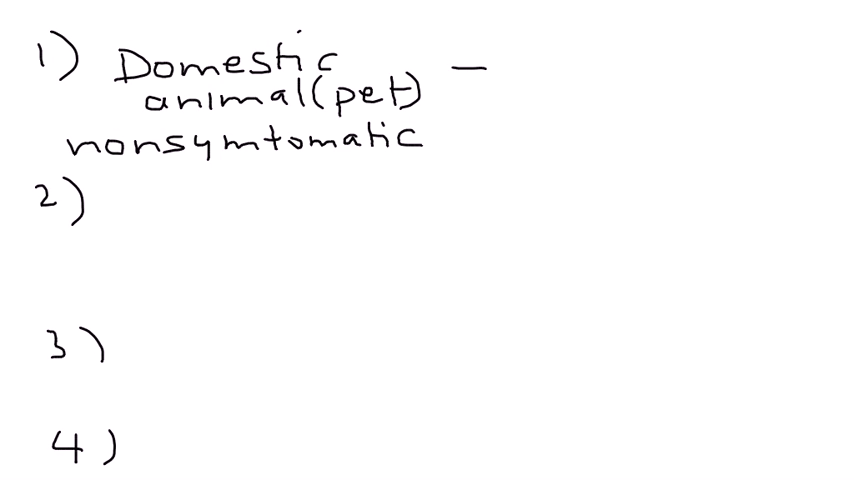 1) Domestic —
animal(pet)
nonsymtomatic
2)
3)
4)